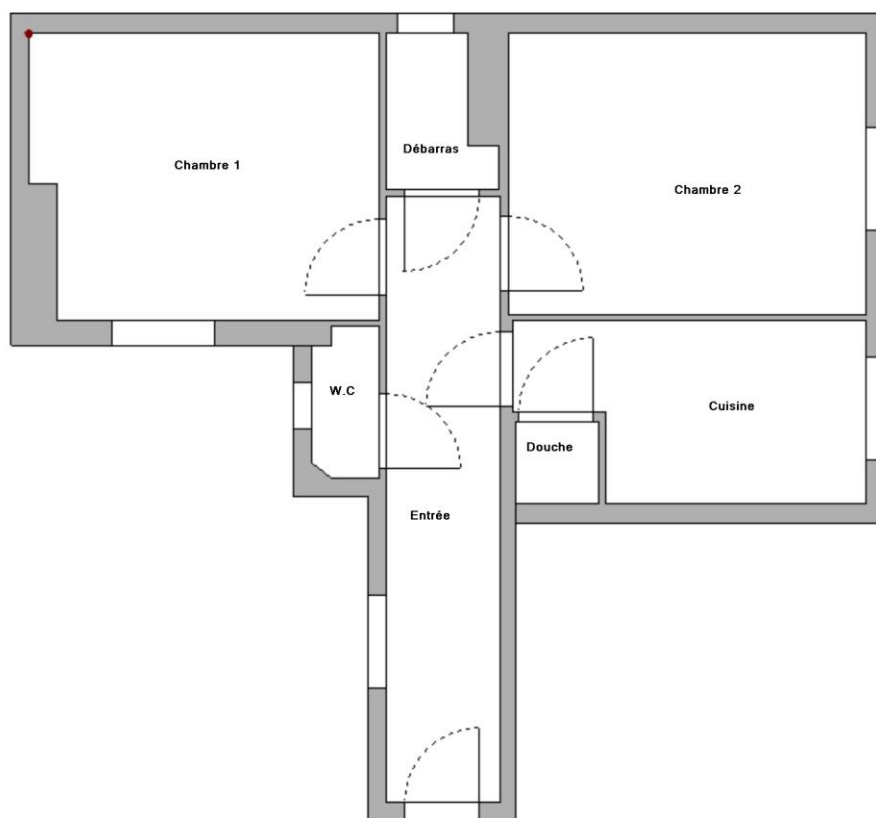 Débarras
Chambre 1
Chambre 2
W.C
Cuisine
Douche
Entrée